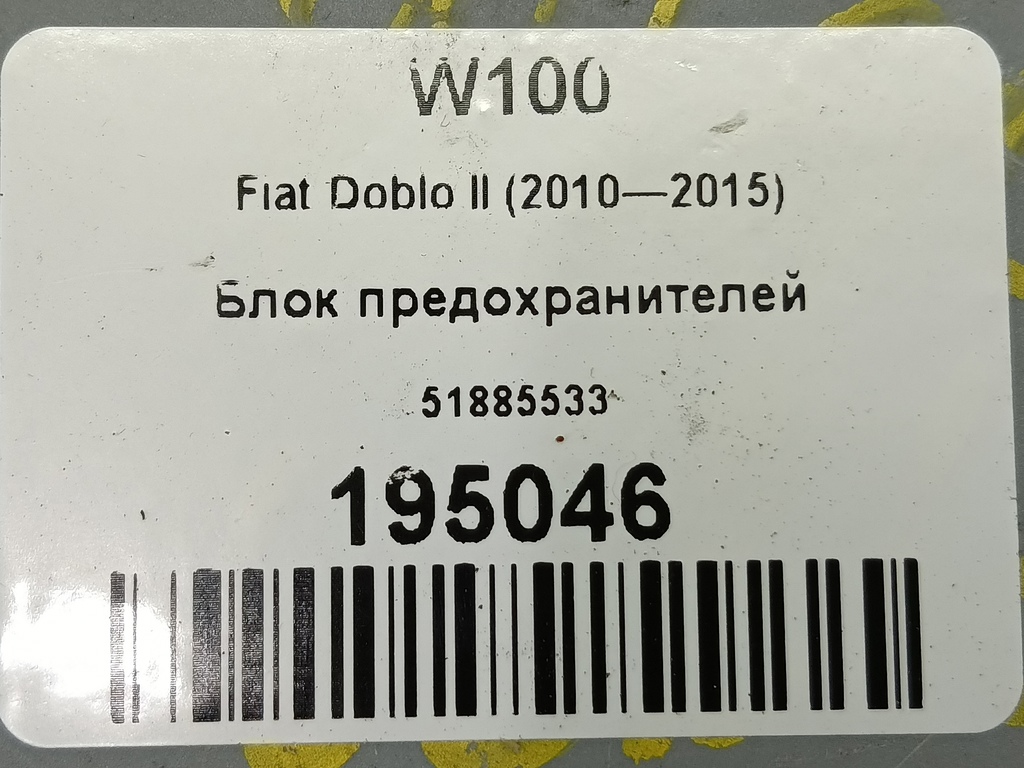 W100
Fiat Doblo II (2010—2015)
Блок предохранителей
51885533
195046